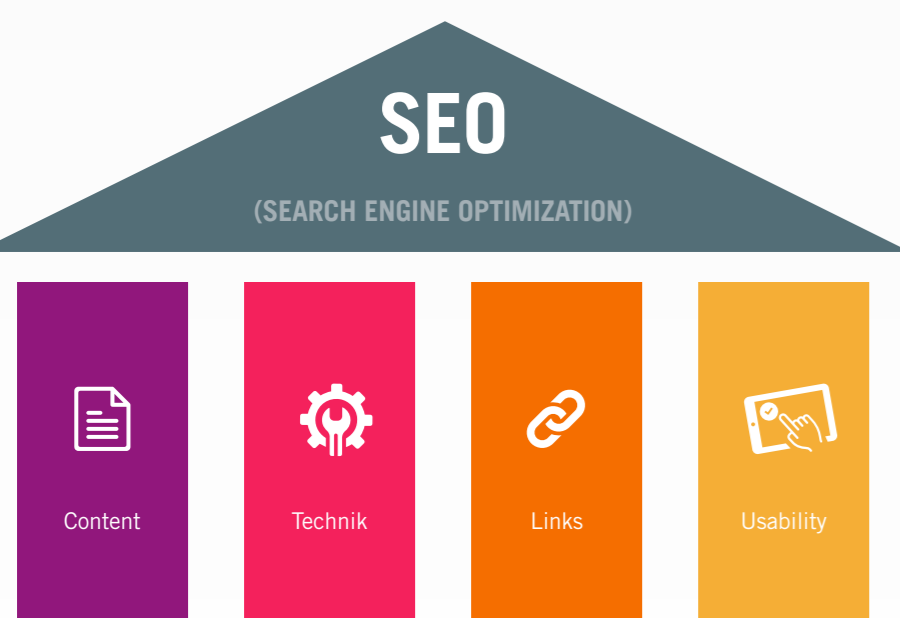 SEO
(SEARCH ENGINE OPTIMIZATION)
Content
Technik
Links
Usability